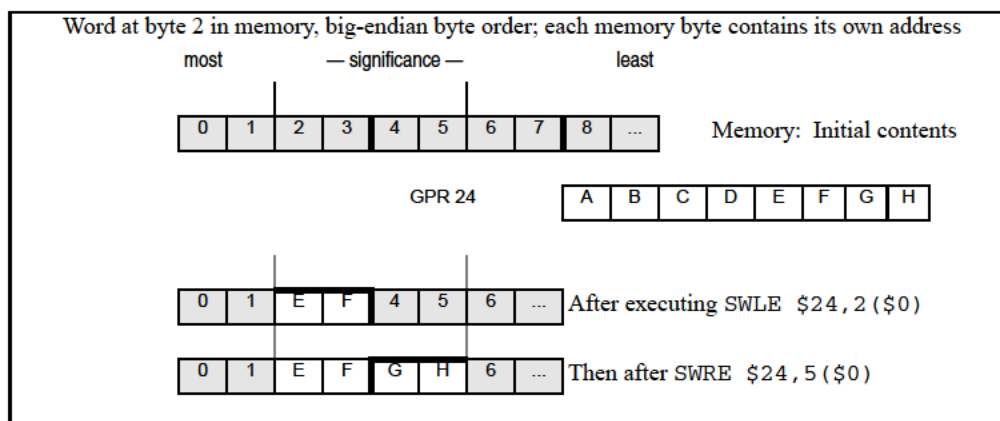 Word at byte 2 in memory, big-endian byte order; each memory byte contains its own address
most — significance — least
0 1 2 3 4 5 6 7 8 ... Memory: Initial contents
GPR 24 A B C D E F G H
0 1 E F 4 5 6 ... After executing SWLE $24,2($0)
0 1 E F G H 6 ... Then after SWRE $24,5($0)